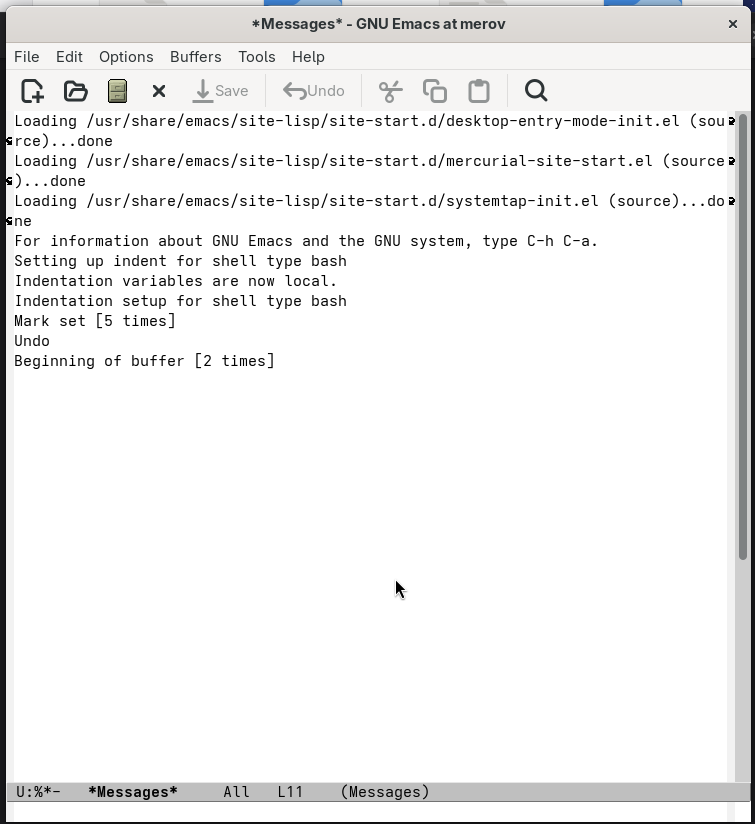 *Messages* - GNU Emacs at merov
File Edit Options Buffers Tools Help
Save Undo
Loading /usr/share/emacs/site-lisp/site-start.d/desktop-entry-mode-init.el (sou
rce)...done
Loading /usr/share/emacs/site-lisp/site-start.d/mercurial-site-start.el (source
)...done
Loading /usr/share/emacs/site-lisp/site-start.d/systemtap-init.el (source)...do
ne
For information about GNU Emacs and the GNU system, type C-h C-a.
Setting up indent for shell type bash
Indentation variables are now local.
Indentation setup for shell type bash
Mark set [5 times]
Undo
Beginning of buffer [2 times]
U:%*- *Messages* All L11 (Messages)